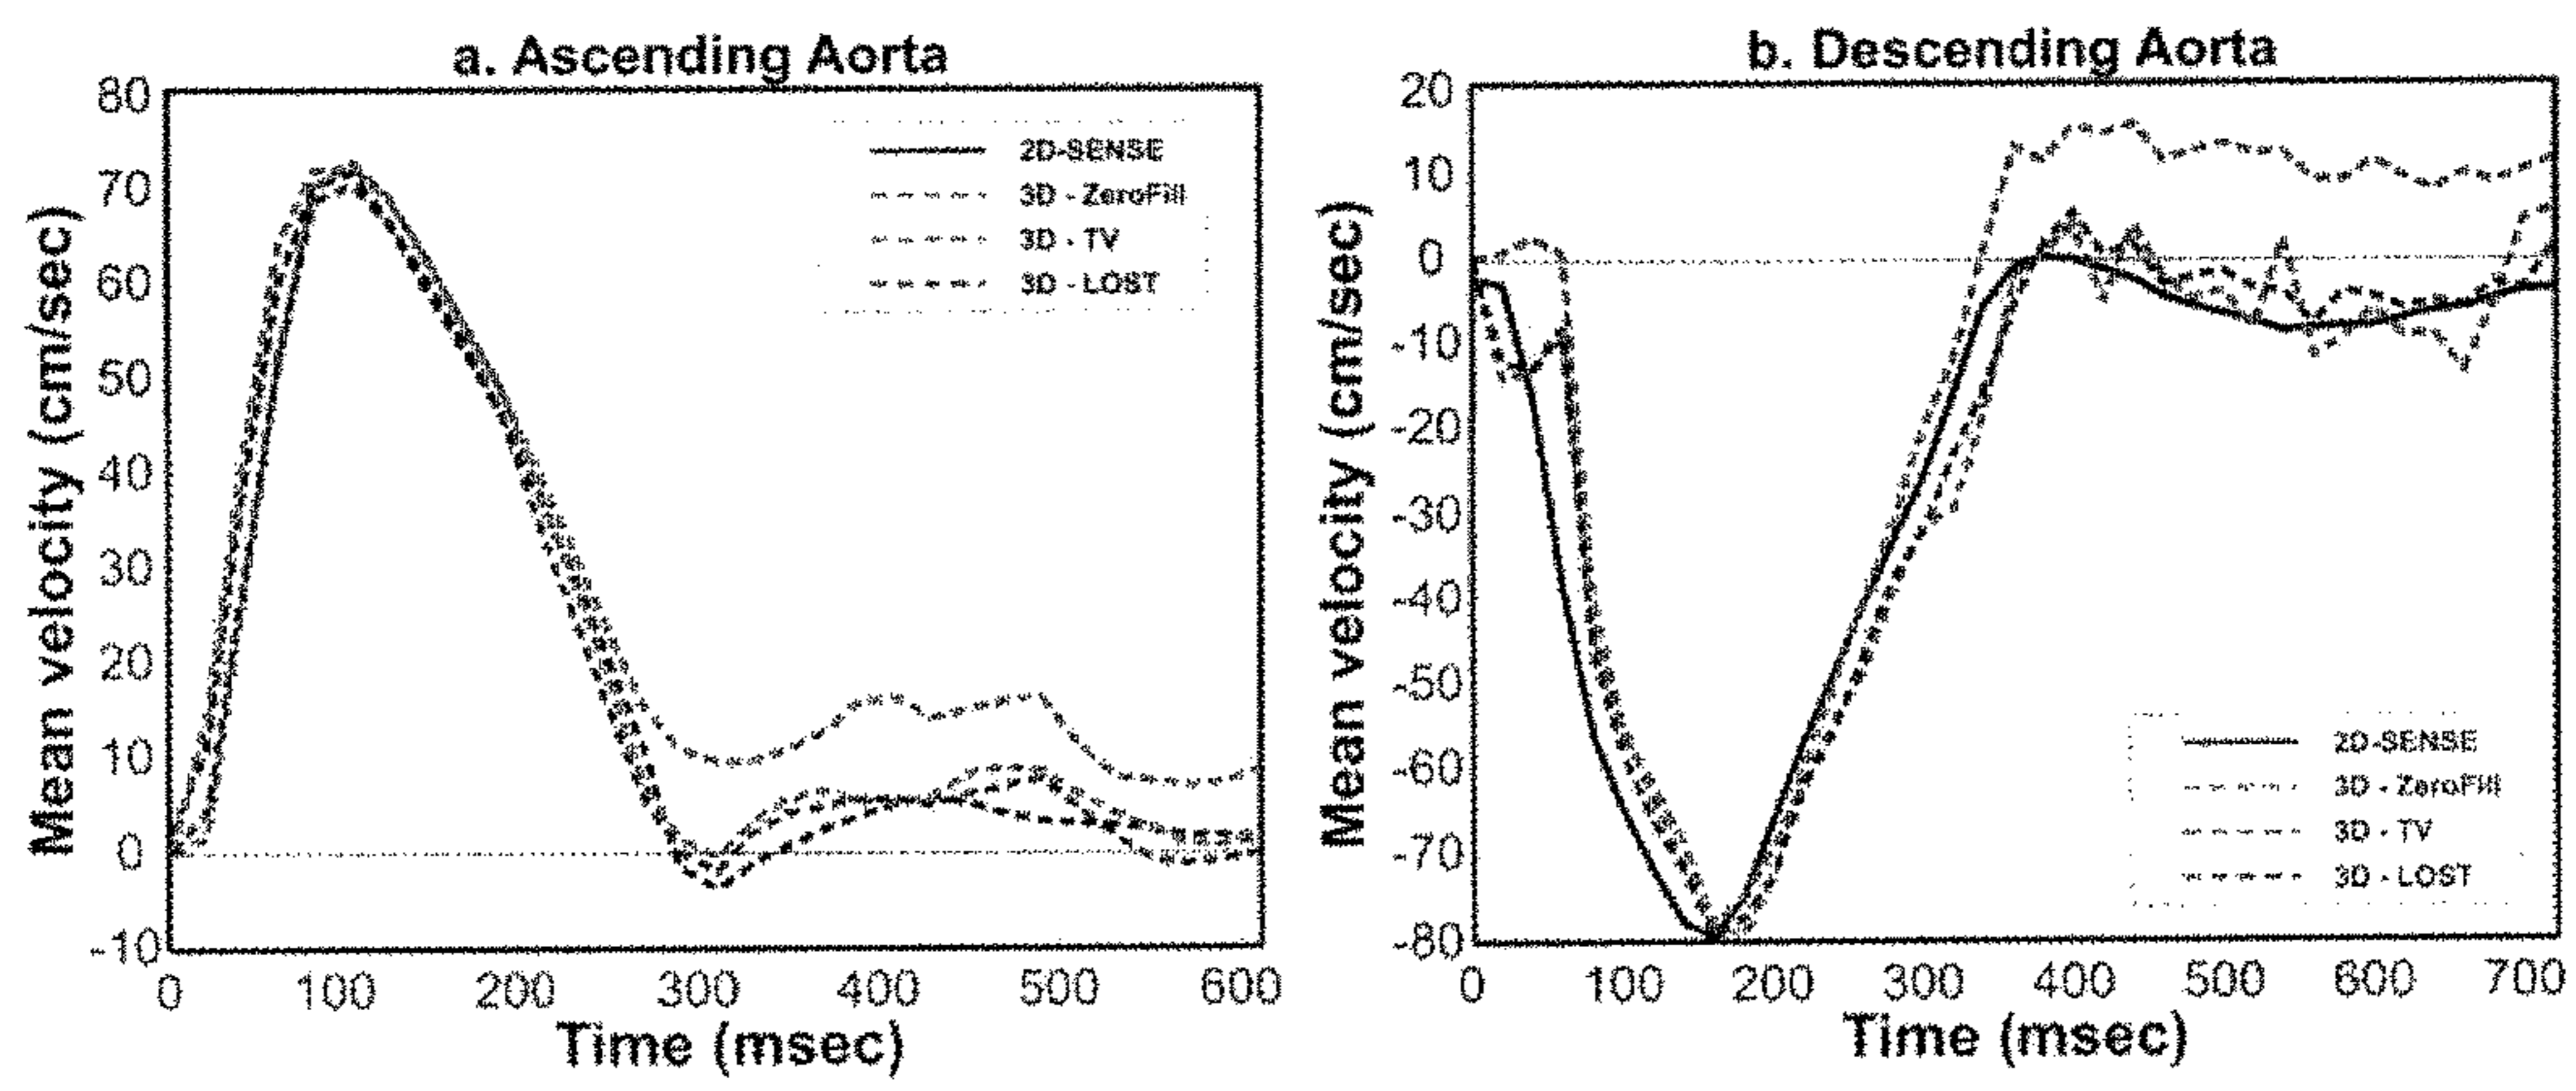 a. Ascending Aorta
80
70
60
50
40
30
20
10
0
-10
Mean velocity (cm/sec)
2D-SENSE
3D - ZeroFill
3D - TV
3D - LOST
0 100 200 300 400 500 600
Time (msec)
b. Descending Aorta
20
10
0
-10
-20
-30
-40
-50
-60
-70
-80
Mean velocity (cm/sec)
2D-SENSE
3D - ZeroFill
3D - TV
3D - LOST
0 100 200 300 400 500 600 700
Time (msec)